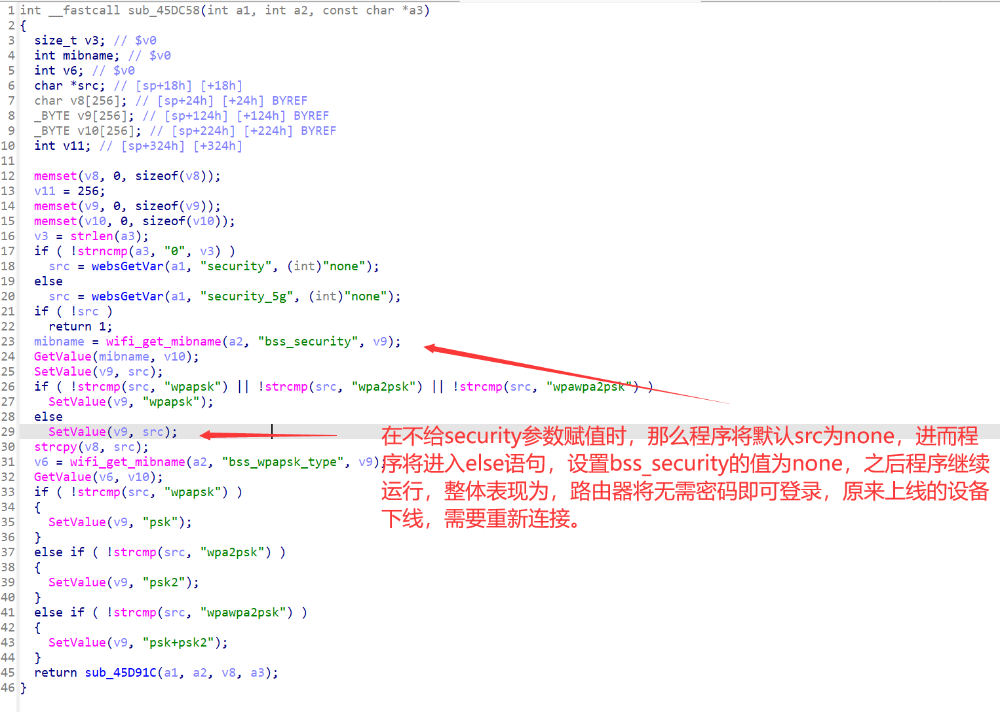 1 int __fastcall sub_45DC58(int a1, int a2, const char *a3)
2 {
3   size_t v3; // $v0
4   int mibname; // $v0
5   int v6; // $v0
6   char *src; // [sp+18h] [+18h]
7   char v8[256]; // [sp+24h] [+24h] BYREF
8   _BYTE v9[256]; // [sp+124h] [+124h] BYREF
9   _BYTE v10[256]; // [sp+224h] [+224h] BYREF
10   int v11; // [sp+324h] [+324h]
11
12   memset(v8, 0, sizeof(v8));
13   v11 = 256;
14   memset(v9, 0, sizeof(v9));
15   memset(v10, 0, sizeof(v10));
16   v3 = strlen(a3);
17   if ( !strncmp(a3, "0", v3) )
18     src = websGetVar(a1, "security", (int)"none");
19   else
20     src = websGetVar(a1, "security_5g", (int)"none");
21   if ( !src )
22     return 1;
23   mibname = wifi_get_mibname(a2, "bss_security", v9);
24   GetValue(mibname, v10);
25   SetValue(v9, src);
26   if ( !strcmp(src, "wpapsk") || !strcmp(src, "wpa2psk") || !strcmp(src, "wpawpa2psk") )
27     SetValue(v9, "wpapsk");
28   else
29     SetValue(v9, src);
30   strcpy(v8, src);
31   v6 = wifi_get_mibname(a2, "bss_wpapsk_type", v9);
32   GetValue(v6, v10);
33   if ( !strcmp(src, "wpapsk") )
34   {
35     SetValue(v9, "psk");
36   }
37   else if ( !strcmp(src, "wpa2psk") )
38   {
39     SetValue(v9, "psk2");
40   }
41   else if ( !strcmp(src, "wpawpa2psk") )
42   {
43     SetValue(v9, "psk+psk2");
44   }
45   return sub_45D91C(a1, a2, v8, a3);
46 }
在不给security参数赋值时，那么程序将默认src为none，进而程
序将进入else语句，设置bss_security的值为none，之后程序继续
运行，整体表现为，路由器将无需密码即可登录，原来上线的设备
下线，需要重新连接。